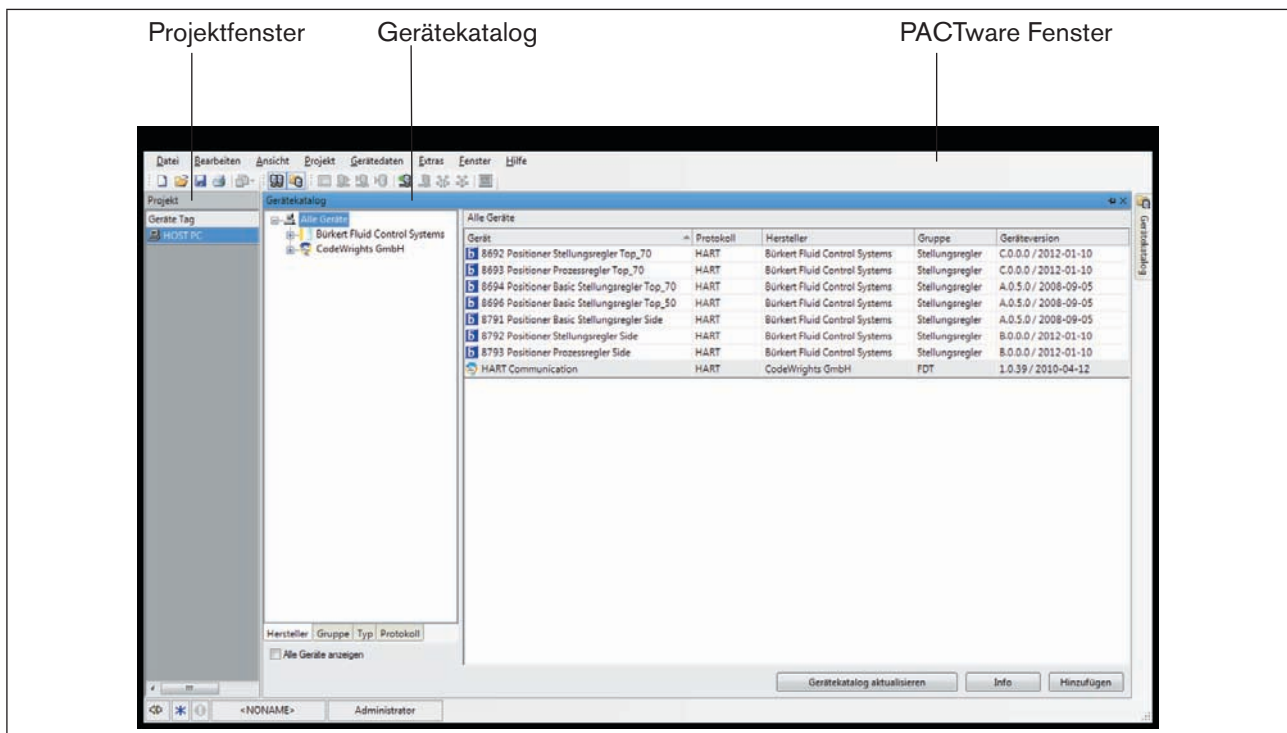 Projektfenster Gerätekatalog PACTware Fenster
Datei Bearbeiten Ansicht Projekt Gerätedaten Extras Fenster Hilfe
Projekt
Geräte Tag
HOST PC
Gerätekatalog
Alle Geräte
Bürkert Fluid Control Systems
CodeWrights GmbH
Alle Geräte
Gerät Protokoll Hersteller Gruppe Geräteversion
8692 Positioner Stellungsregler Top_70 HART Bürkert Fluid Control Systems Stellungsregler C.0.0.0 / 2012-01-10
8693 Positioner Prozessregler Top_70 HART Bürkert Fluid Control Systems Stellungsregler C.0.0.0 / 2012-01-10
8694 Positioner Basic Stellungsregler Top_70 HART Bürkert Fluid Control Systems Stellungsregler A.0.5.0 / 2008-09-05
8696 Positioner Basic Stellungsregler Top_50 HART Bürkert Fluid Control Systems Stellungsregler A.0.5.0 / 2008-09-05
8791 Positioner Basic Stellungsregler Side HART Bürkert Fluid Control Systems Stellungsregler A.0.5.0 / 2008-09-05
8792 Positioner Stellungsregler Side HART Bürkert Fluid Control Systems Stellungsregler B.0.0.0 / 2012-01-10
8793 Positioner Prozessregler Side HART Bürkert Fluid Control Systems Stellungsregler B.0.0.0 / 2012-01-10
HART Communication HART CodeWrights GmbH FDT 1.0.39 / 2010-04-12
Gerätekatalog
Hersteller Gruppe Typ Protokoll
Alle Geräte anzeigen
Gerätekatalog aktualisieren Info Hinzufügen
<NONAME> Administrator